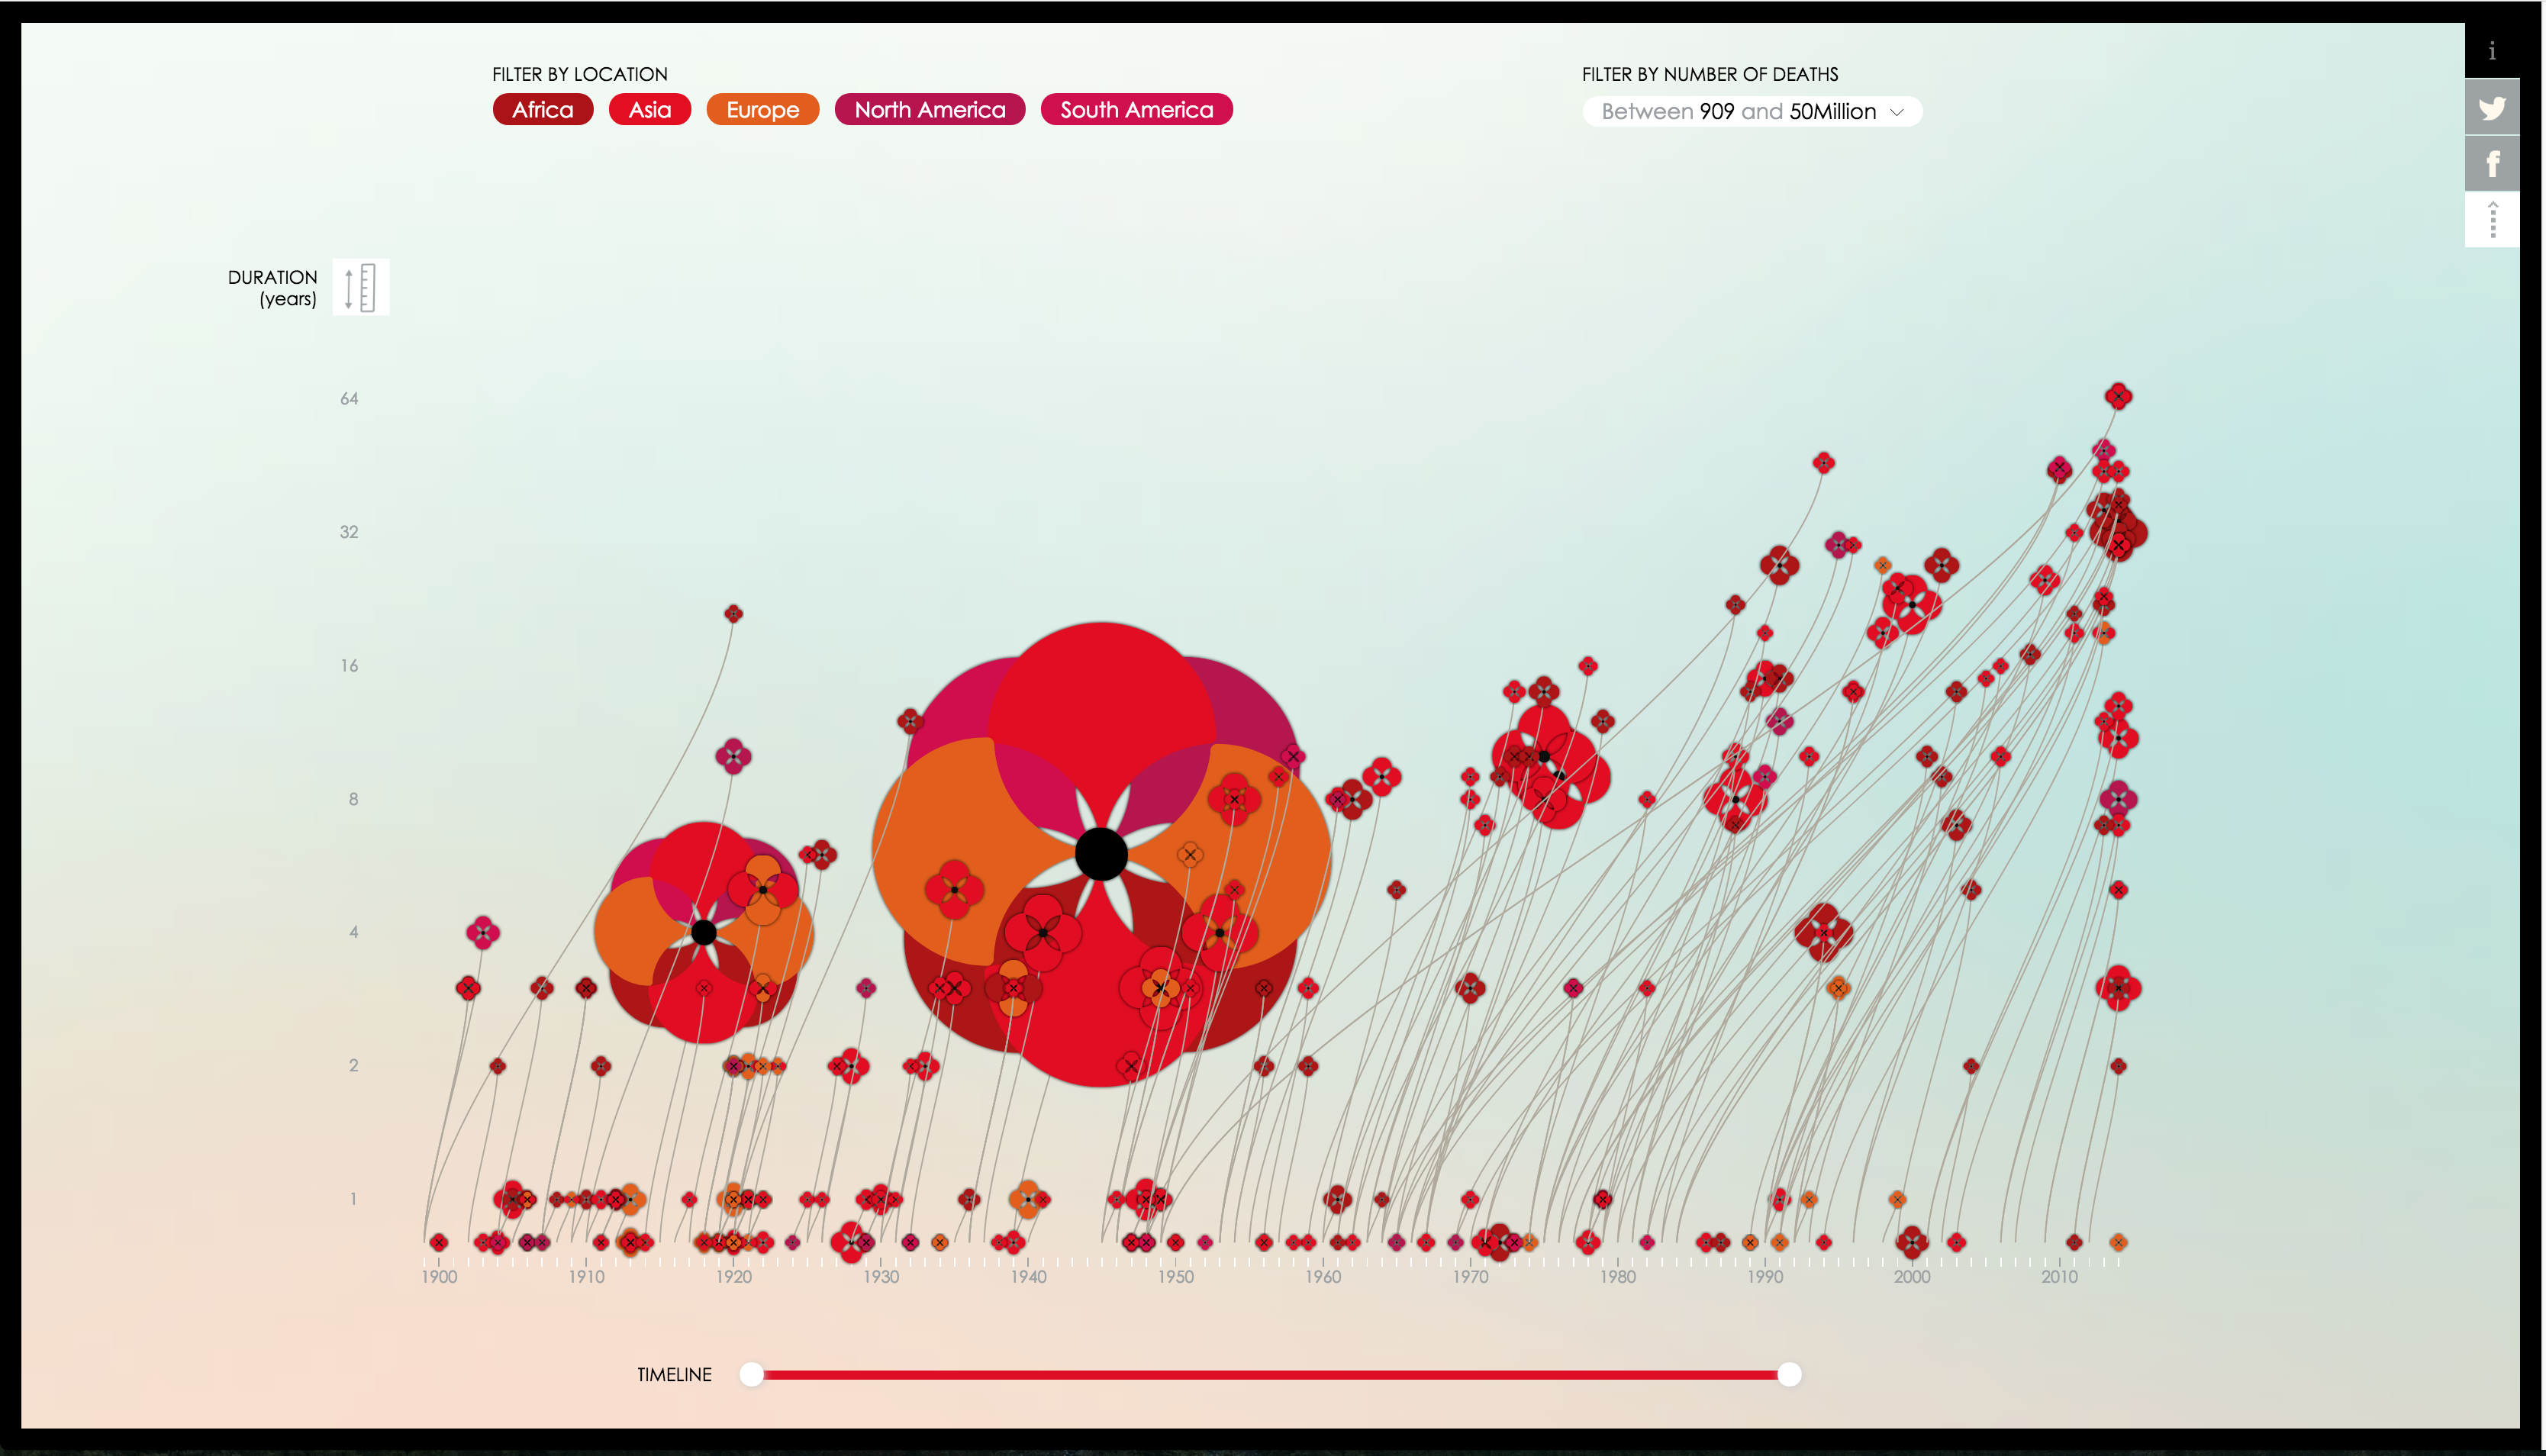 FILTER BY LOCATION
Africa
Asia
Europe
North America
South America
FILTER BY NUMBER OF DEATHS
Between 909 and 50Million
i
f
DURATION
(years)
64
32
16
8
4
2
1
1900
1910
1920
1930
1940
1950
1960
1970
1980
1990
2000
2010
TIMELINE